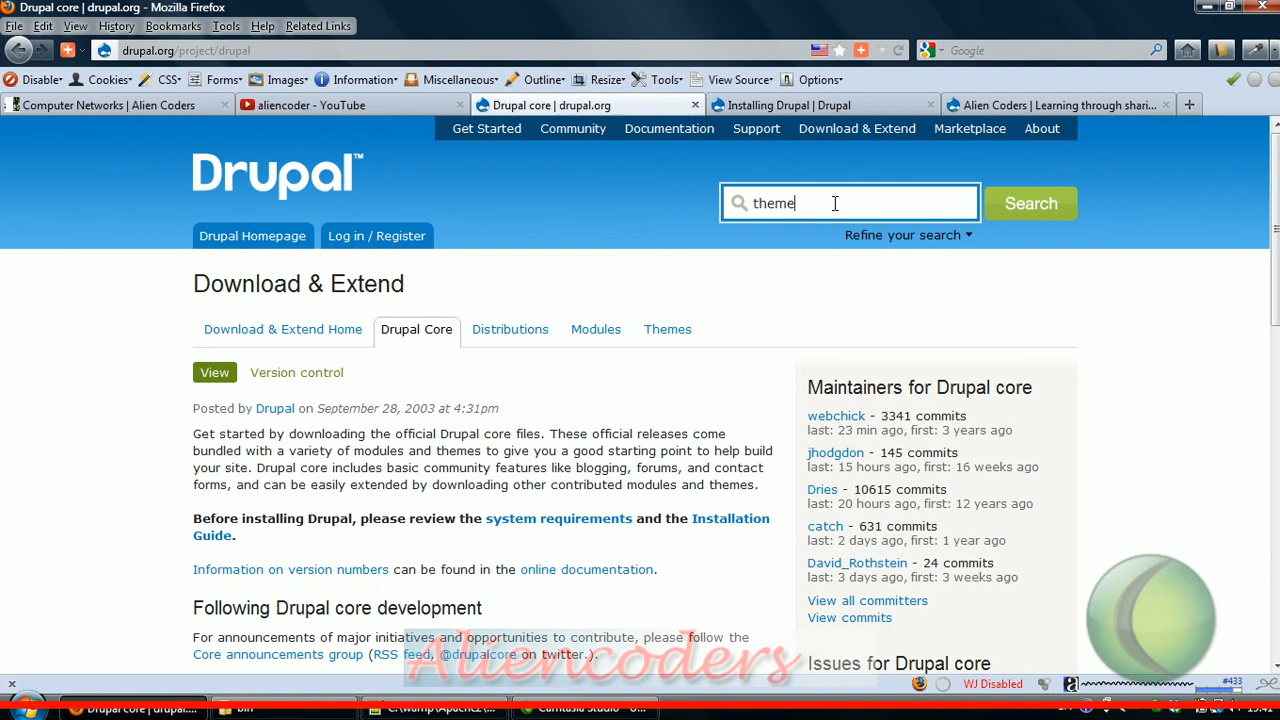 Drupal core | drupal.org - Mozilla Firefox
File Edit View History Bookmarks Tools Help Related Links
drupal.org/project/drupal Google
Disable Cookies CSS Forms Images Information Miscellaneous Outline Resize Tools View Source Options
Computer Networks | Alien Coders aliencoder - YouTube Drupal core | drupal.org Installing Drupal | Drupal Alien Coders | Learning through shari...
Get Started Community Documentation Support Download & Extend Marketplace About
Drupal™
theme Search
Refine your search
Drupal Homepage Log in / Register
Download & Extend
Download & Extend Home Drupal Core Distributions Modules Themes
View Version control
Posted by Drupal on September 28, 2003 at 4:31pm
Get started by downloading the official Drupal core files. These official releases come
bundled with a variety of modules and themes to give you a good starting point to help build
your site. Drupal core includes basic community features like blogging, forums, and contact
forms, and can be easily extended by downloading other contributed modules and themes.
Before installing Drupal, please review the system requirements and the Installation
Guide.
Information on version numbers can be found in the online documentation.
Following Drupal core development
For announcements of major initiatives and opportunities to contribute, please follow the
Core announcements group (RSS feed, @drupalcore on twitter.).
Maintainers for Drupal core
webchick - 3341 commits
last: 23 min ago, first: 3 years ago
jhodgdon - 145 commits
last: 15 hours ago, first: 16 weeks ago
Dries - 10615 commits
last: 20 hours ago, first: 12 years ago
catch - 631 commits
last: 2 days ago, first: 1 year ago
David_Rothstein - 24 commits
last: 3 days ago, first: 3 weeks ago
View all committers
View commits
Issues for Drupal core
Aliencoders
WJ Disabled #433
Drupal core | drupal.... bin C:\wamp\Apache2\ Camtasia Studio 15:41